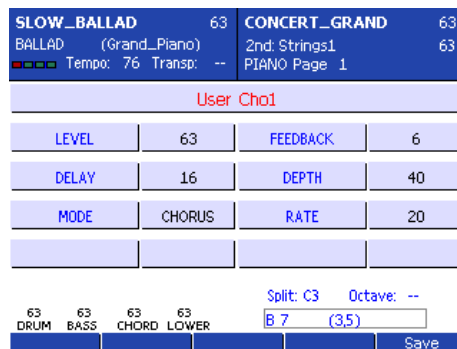 SLOW_BALLAD 63 CONCERT_GRAND 63
BALLAD (Grand_Piano) 2nd: Strings1 63
Tempo: 76 Transp: -- PIANO Page 1
User Cho1
LEVEL 63 FEEDBACK 6
DELAY 16 DEPTH 40
MODE CHORUS RATE 20
Split: C3 Octave: --
63 63 63 63
B 7 (3,5)
DRUM BASS CHORD LOWER
Save